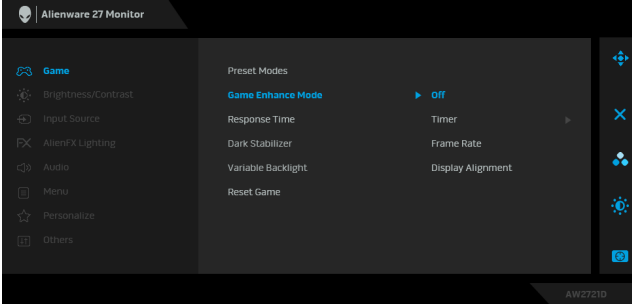 Alienware 27 Monitor
Game
Preset Modes
Brightness/Contrast
Game Enhance Mode
Off
Input Source
Response Time
Timer
FX
AlienFX Lighting
Dark Stabilizer
Frame Rate
Audio
Variable Backlight
Display Alignment
Menu
Reset Game
Personalize
Others
AW2721D